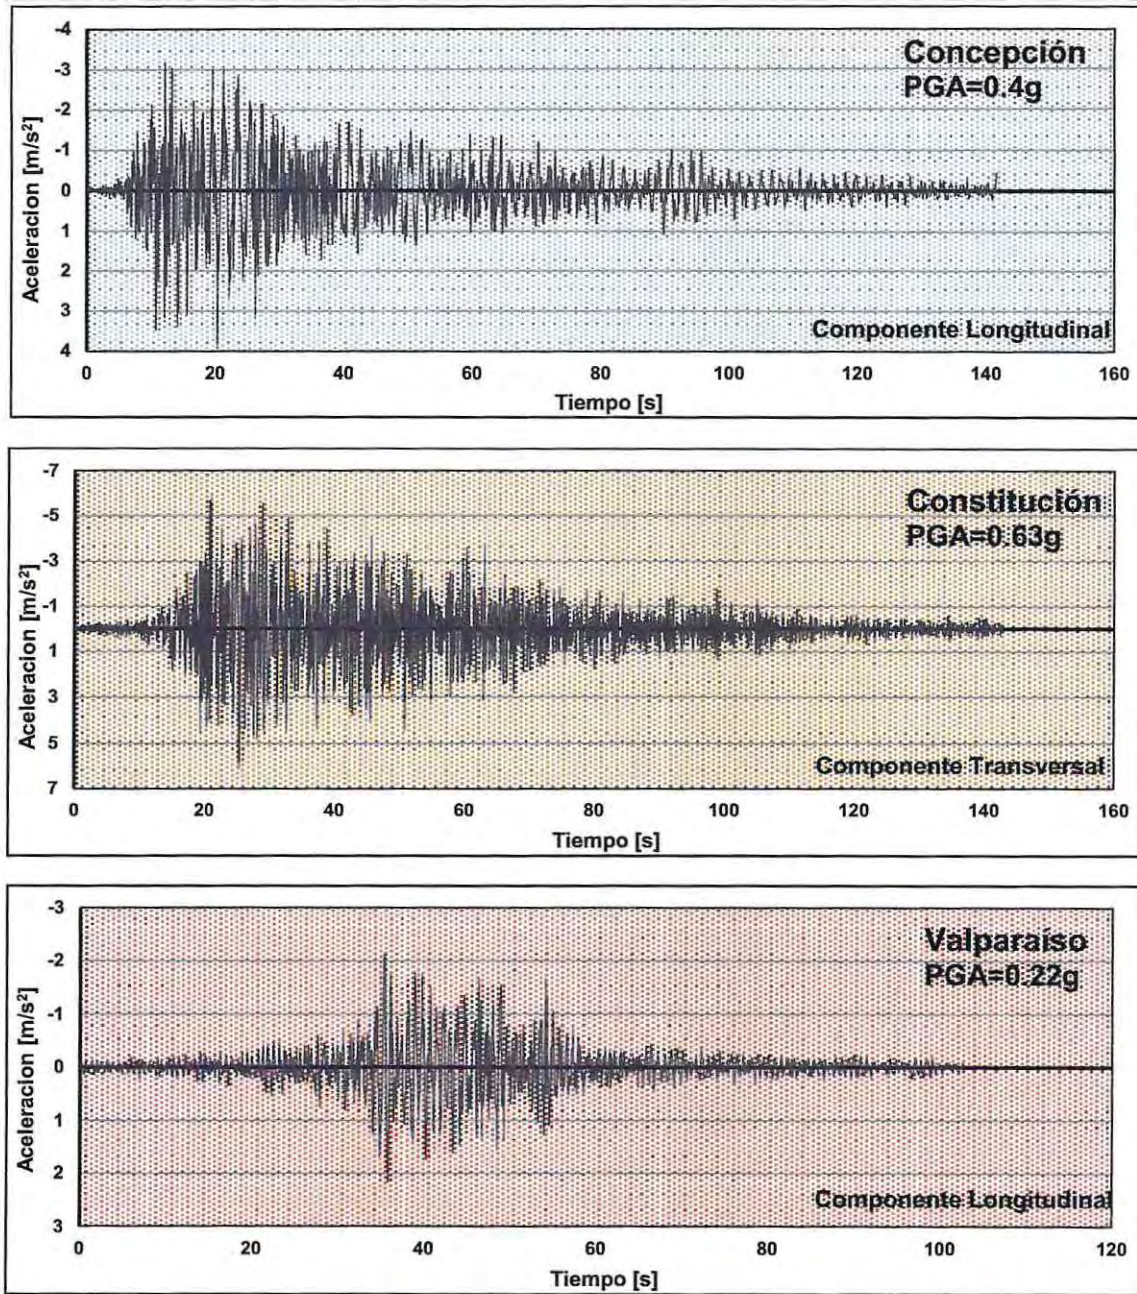 Concepción
PGA=0.4g
Aceleracion [m/s²]
-4
-3
-2
-1
0
1
2
3
4
Componente Longitudinal
0 20 40 60 80 100 120 140 160
Tiempo [s]
Constitución
PGA=0.63g
Aceleracion [m/s²]
-7
-5
-3
-1
1
3
5
7
Componente Transversal
0 20 40 60 80 100 120 140 160
Tiempo [s]
Valparaíso
PGA=0.22g
Aceleracion [m/s²]
-3
-2
-1
0
1
2
3
Componente Longitudinal
0 20 40 60 80 100 120
Tiempo [s]